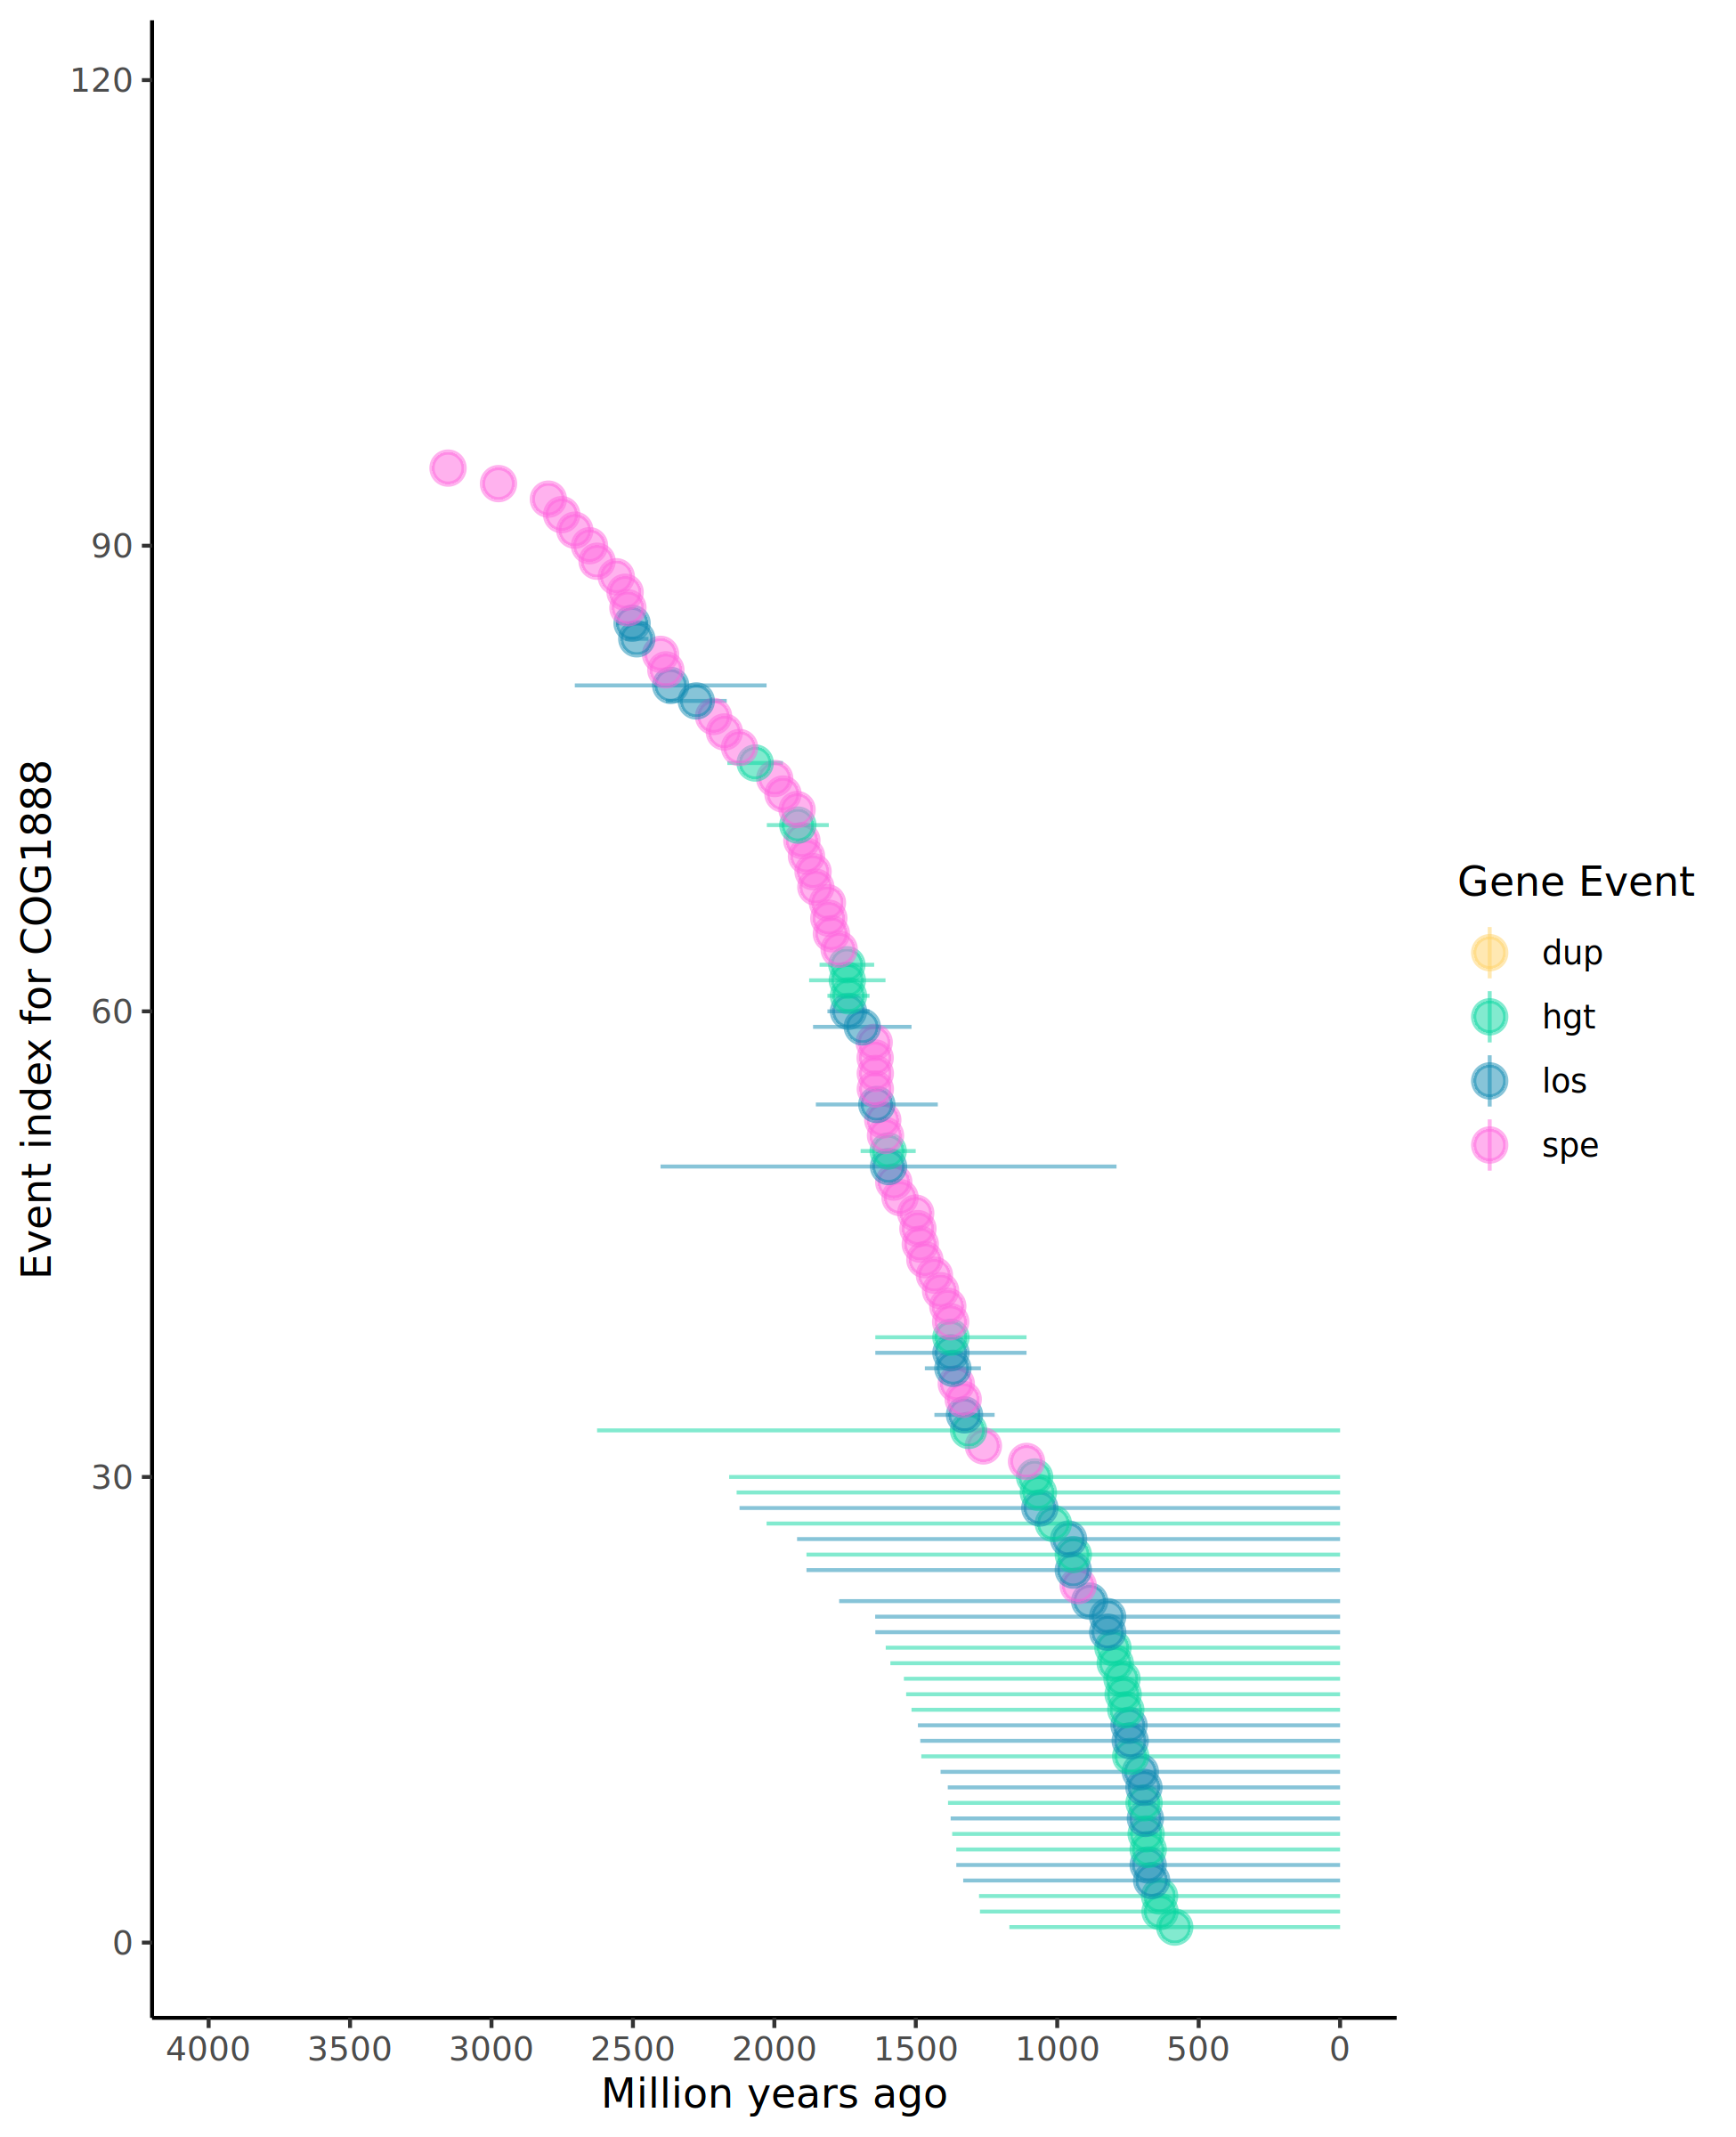 120
90
60
30
0
Event index for COG1888
4000 3500 3000 2500 2000 1500 1000 500 0
Million years ago
Gene Event
dup
hgt
los
spe